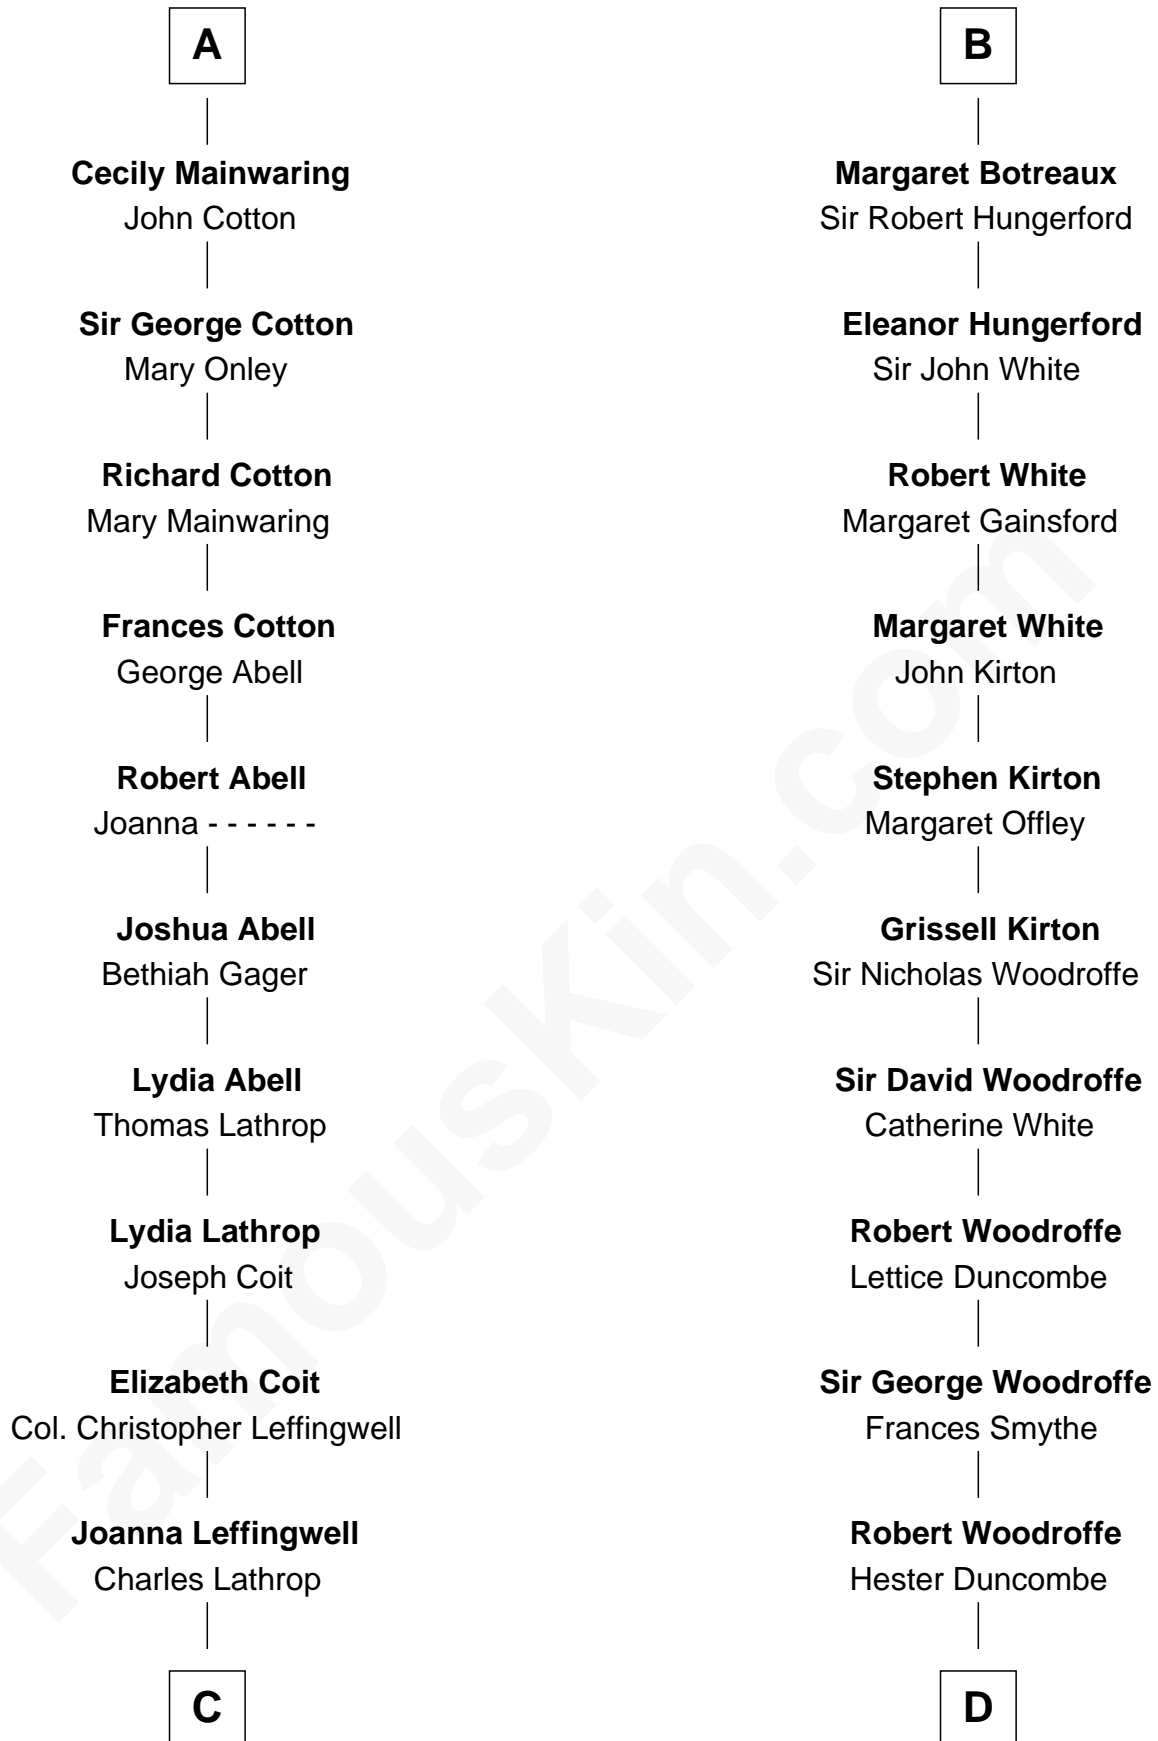 A
Cecily Mainwaring
John Cotton
Sir George Cotton
Mary Onley
Richard Cotton
Mary Mainwaring
Frances Cotton
George Abell
Robert Abell
Joanna - - - - - -
Joshua Abell
Bethiah Gager
Lydia Abell
Thomas Lathrop
Lydia Lathrop
Joseph Coit
Elizabeth Coit
Col. Christopher Leffingwell
Joanna Leffingwell
Charles Lathrop
C
B
Margaret Botreaux
Sir Robert Hungerford
Eleanor Hungerford
Sir John White
Robert White
Margaret Gainsford
Margaret White
John Kirton
Stephen Kirton
Margaret Offley
Grissell Kirton
Sir Nicholas Woodroffe
Sir David Woodroffe
Catherine White
Robert Woodroffe
Lettice Duncombe
Sir George Woodroffe
Frances Smythe
Robert Woodroffe
Hester Duncombe
D
FamousKin.com